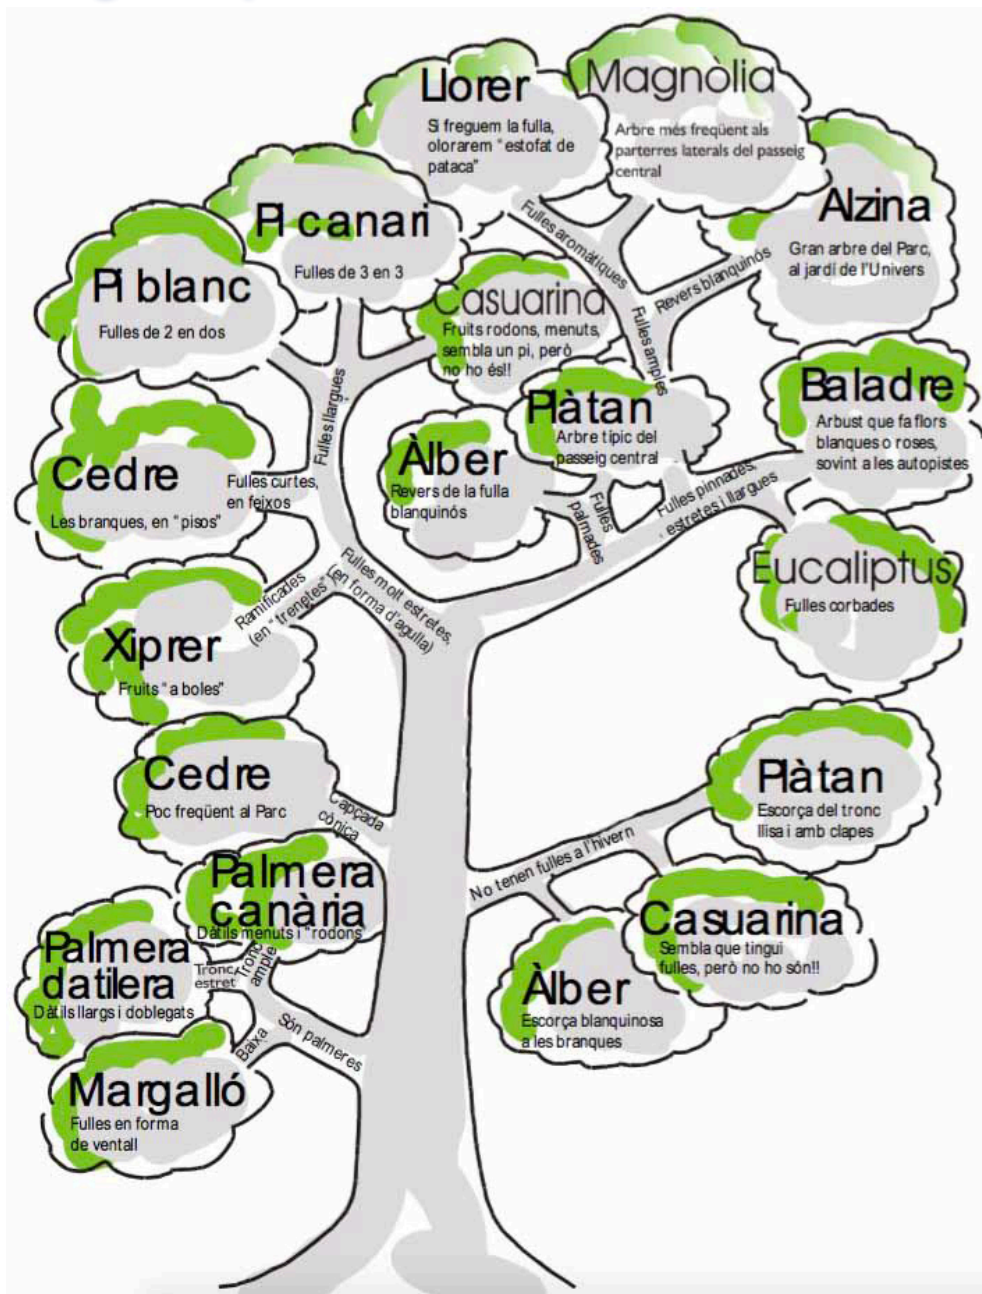 Llorer
Si freguem la fulla,
olorarem "estofat de
pataca"
Magnòlia
Arbre més freqüent als
parterres laterals del passeig
central
Pi canari
Fulles de 3 en 3
Alzina
Gran arbre del Parc,
al jardí de l'Univers
Fulles aromàtiques
Revers blanquinós
Fulles amples
Pi blanc
Fulles de 2 en dos
Casuarina
Fruits rodons, menuts,
sembla un pi, però
no ho és!!
Plàtan
Arbre típic del
passeig central
Baladre
Arbust que fa flors
blanques o roses,
sovint a les autopistes
Fulles llargues
Àlber
Revers de la fulla
blanquinós
Fulles
palmades
Fulles pinnades,
estretes i llargues
Cedre
Les branques, en "pisos"
Fulles curtes,
en feixos
Eucaliptus
Fulles corbades
Fulles molt estretes,
(en forma d'agulla)
Ramificades
(en "trenetes")
Xiprer
Fruits "a boles"
Cedre
Poc freqüent al Parc
Capçada
cònica
Plàtan
Escorça del tronc
llisa i amb clapes
No tenen fulles a l'hivern
Palmera
canària
Dàtils menuts i "rodons
Casuarina
Sembla que tingui
fulles, però no ho són!!
Palmera
datilera
Dàtils llargs i doblegats
Tronc
estret
Tronc
ample
Àlber
Escorça blanquinosa
a les branques
Són palmeres
Baixa
Margalló
Fulles en forma
de ventall